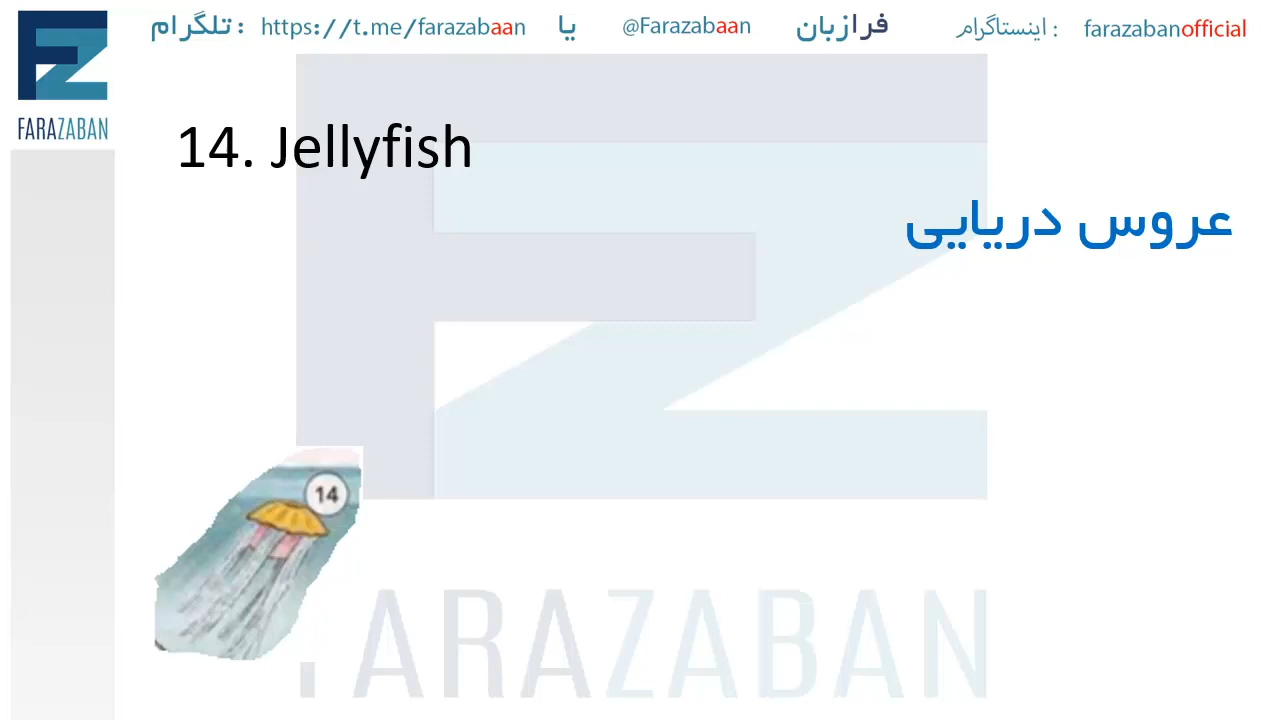 تلگرام : https://t.me/farazabaan یا @Farazabaan فرازبان اینستاگرام : farazabanofficial
FARAZABAN
14. Jellyfish
عروس دریایی
14
FARAZABAN